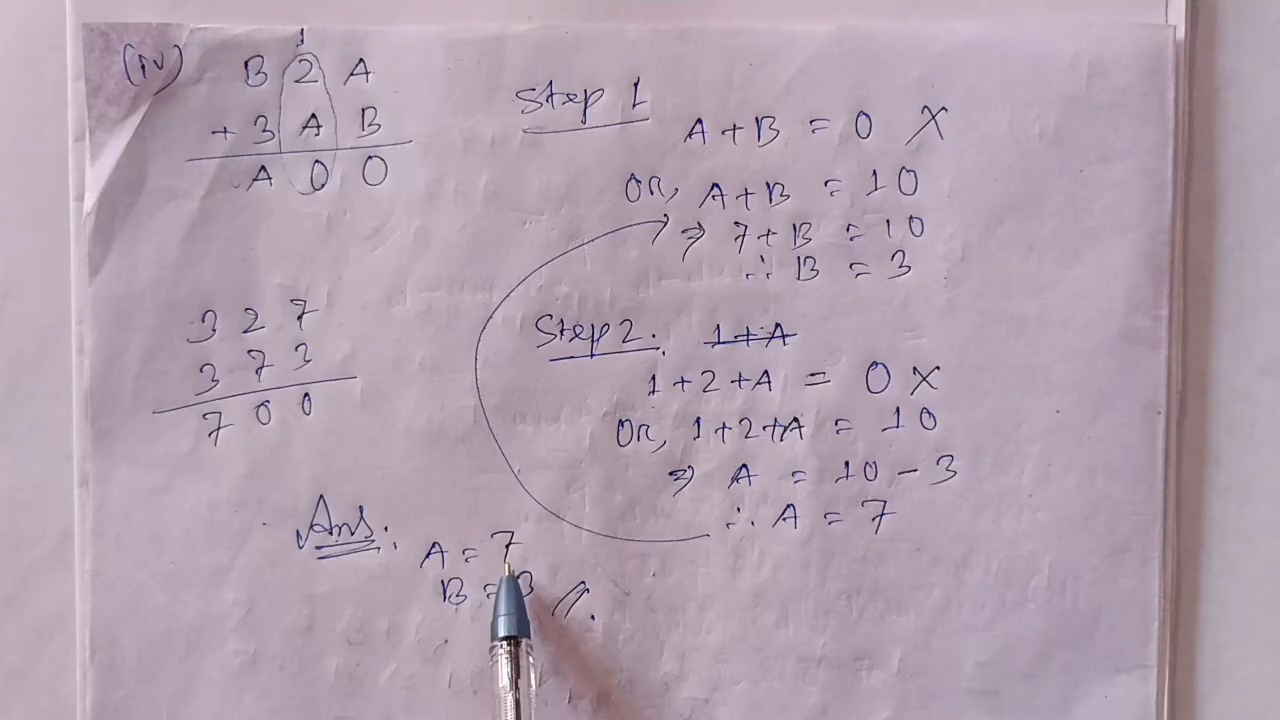 (iv)
1
B 2 A
+ 3 A B
A 0 0
3 2 7
3 7 3
7 0 0
Step 1
A + B = 0 X
OR, A + B = 10
⇒ 7 + B = 10
∴ B = 3
Step 2. 1 + A
1 + 2 + A = 0 X
OR, 1 + 2 + A = 10
⇒ A = 10 - 3
∴ A = 7
Ans.
A = 7
B = 3 //.